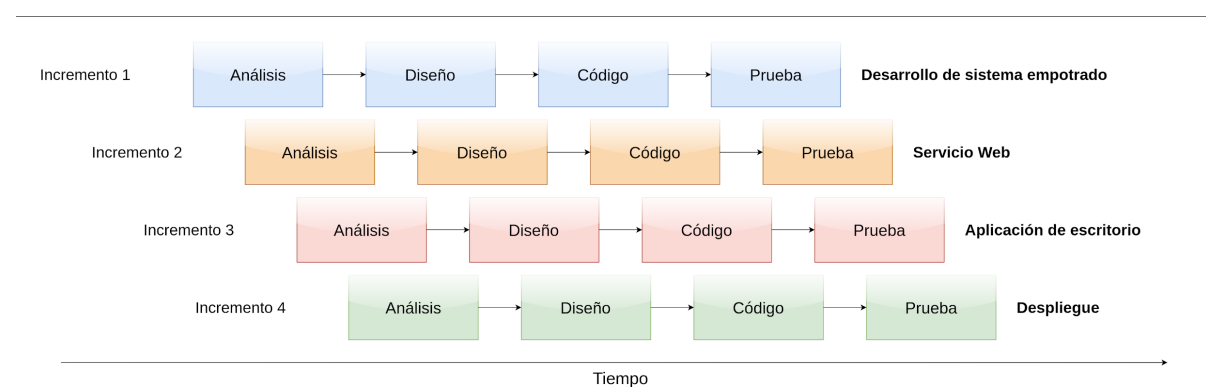 Incremento 1 Análisis Diseño Código Prueba Desarrollo de sistema empotrado
Incremento 2 Análisis Diseño Código Prueba Servicio Web
Incremento 3 Análisis Diseño Código Prueba Aplicación de escritorio
Incremento 4 Análisis Diseño Código Prueba Despliegue
Tiempo